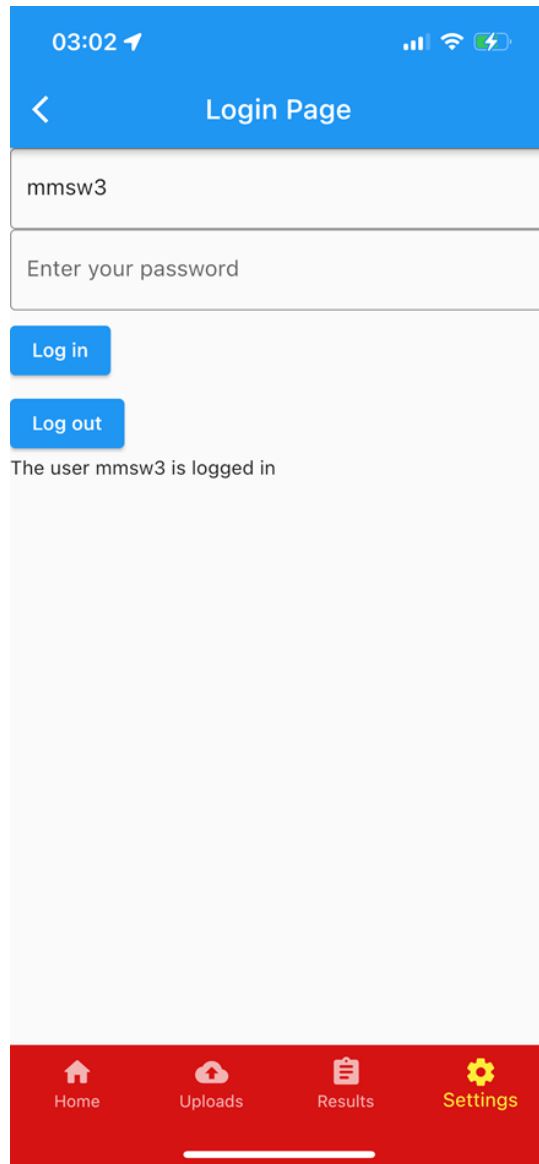 03:02
Login Page
mmsw3
Enter your password
Log in
Log out
The user mmsw3 is logged in
Home Uploads Results Settings